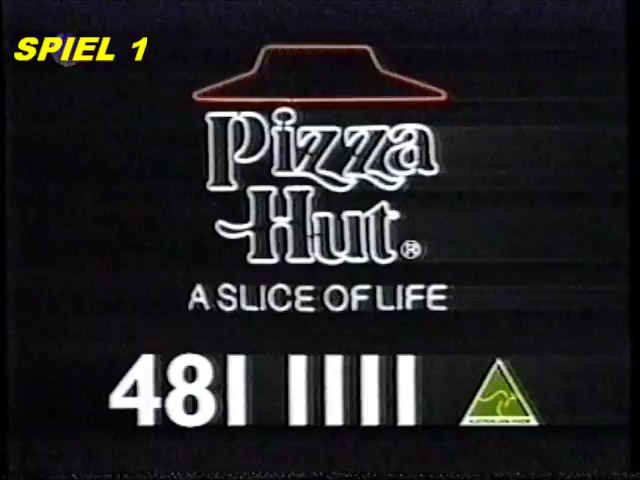 SPIEL 1
Pizza
Hut®
A SLICE OF LIFE
481 1111